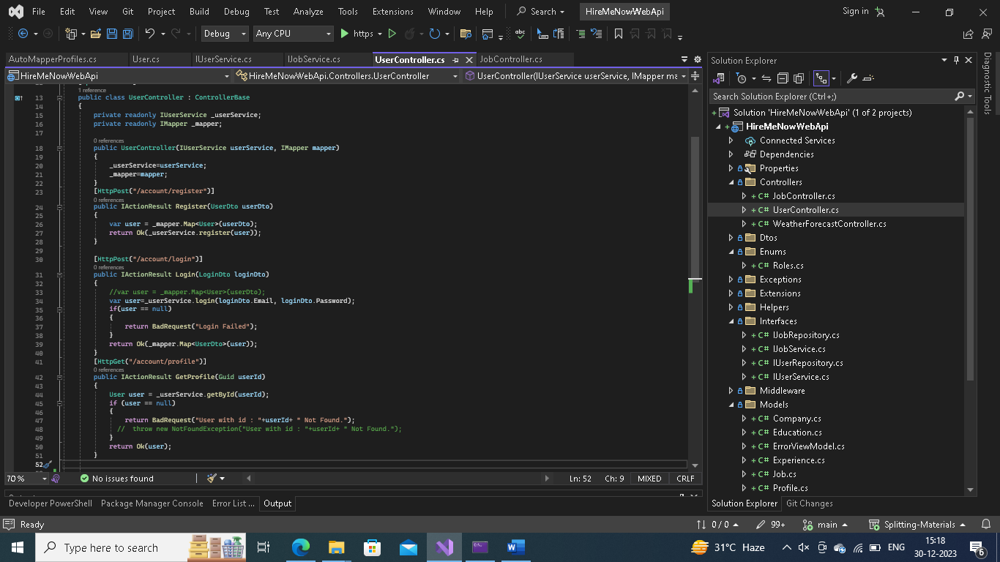 File Edit View Git Project Build Debug Test Analyze Tools Extensions Window Help Search HireMeNowWebApi Sign in
Debug Any CPU https
AutoMapperProfiles.cs User.cs IUserService.cs IJobService.cs UserController.cs JobController.cs
HireMeNowWebApi HireMeNowWebApi.Controllers.UserController UserController(IUserService userService, IMapper ma
1 reference
13 public class UserController : ControllerBase
14 {
15 private readonly IUserService _userService;
16 private readonly IMapper _mapper;
17
0 references
18 public UserController(IUserService userService, IMapper mapper)
19 {
20 _userService=userService;
21 _mapper=mapper;
22 }
23 [HttpPost("/account/register")]
0 references
24 public IActionResult Register(UserDto userDto)
25 {
26 var user = _mapper.Map<User>(userDto);
27 return Ok(_userService.register(user));
28 }
29
30 [HttpPost("/account/login")]
0 references
31 public IActionResult Login(LoginDto loginDto)
32 {
33 //var user = _mapper.Map<User>(userDto);
34 var user=_userService.login(loginDto.Email, loginDto.Password);
35 if(user == null)
36 {
37 return BadRequest("Login Failed");
38 }
39 return Ok(_mapper.Map<UserDto>(user));
40 }
41 [HttpGet("/account/profile")]
0 references
42 public IActionResult GetProfile(Guid userId)
43 {
44 User user = _userService.getById(userId);
45 if (user == null)
46 {
47 return BadRequest("User with id : "+userId+ " Not Found.");
48 // throw new NotFoundException("User with id : "+userId+ " Not Found.");
49 }
50 return Ok(user);
51 }
52
70 % No issues found Ln: 52 Ch: 9 MIXED CRLF
Developer PowerShell Package Manager Console Error List ... Output
Solution Explorer
Search Solution Explorer (Ctrl+;)
Solution 'HireMeNowWebApi' (1 of 2 projects)
HireMeNowWebApi
Connected Services
Dependencies
Properties
Controllers
C# JobController.cs
C# UserController.cs
C# WeatherForecastController.cs
Dtos
Enums
C# Roles.cs
Exceptions
Extensions
Helpers
Interfaces
C# IJobRepository.cs
C# IJobService.cs
C# IUserRepository.cs
C# IUserService.cs
Middleware
Models
C# Company.cs
C# Education.cs
C# ErrorViewModel.cs
C# Experience.cs
C# Job.cs
C# Profile.cs
Solution Explorer Git Changes
Diagnostic Tools
Ready 0 / 0 99+ main Splitting-Materials
Type here to search 31°C Haze ENG 15:18
30-12-2023 6